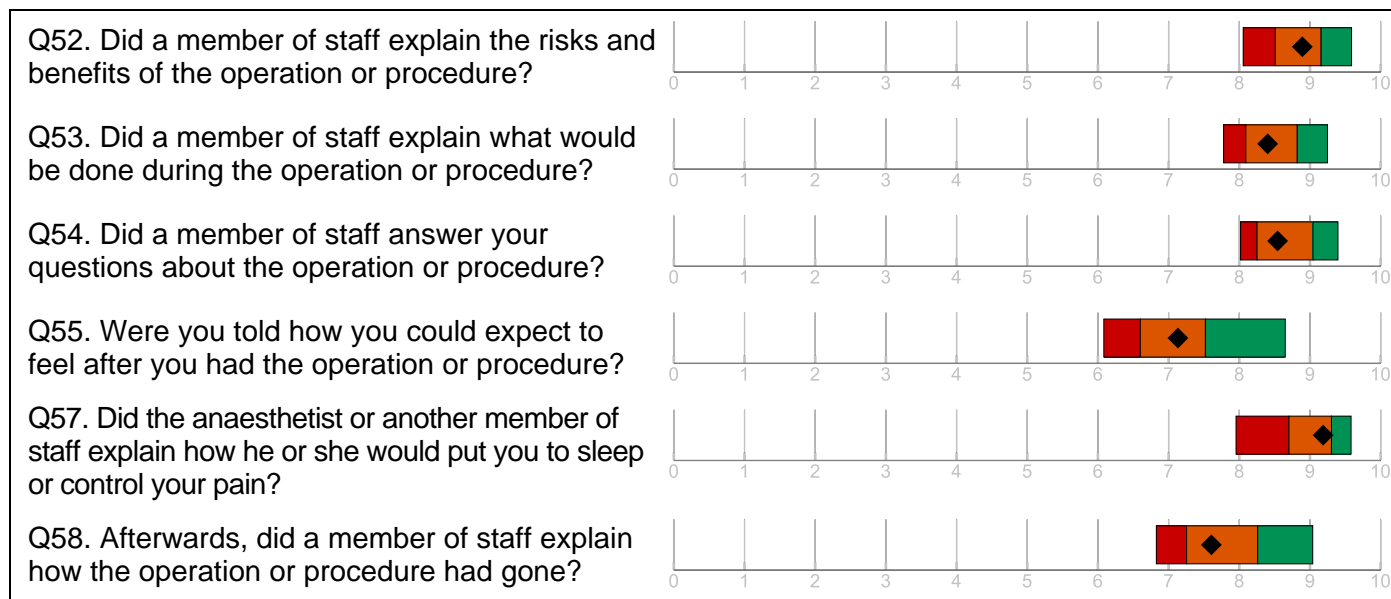 Q52. Did a member of staff explain the risks and
benefits of the operation or procedure?
0 1 2 3 4 5 6 7 8 9 10
Q53. Did a member of staff explain what would
be done during the operation or procedure?
0 1 2 3 4 5 6 7 8 9 10
Q54. Did a member of staff answer your
questions about the operation or procedure?
0 1 2 3 4 5 6 7 8 9 10
Q55. Were you told how you could expect to
feel after you had the operation or procedure?
0 1 2 3 4 5 6 7 8 9 10
Q57. Did the anaesthetist or another member of
staff explain how he or she would put you to sleep
or control your pain?
0 1 2 3 4 5 6 7 8 9 10
Q58. Afterwards, did a member of staff explain
how the operation or procedure had gone?
0 1 2 3 4 5 6 7 8 9 10